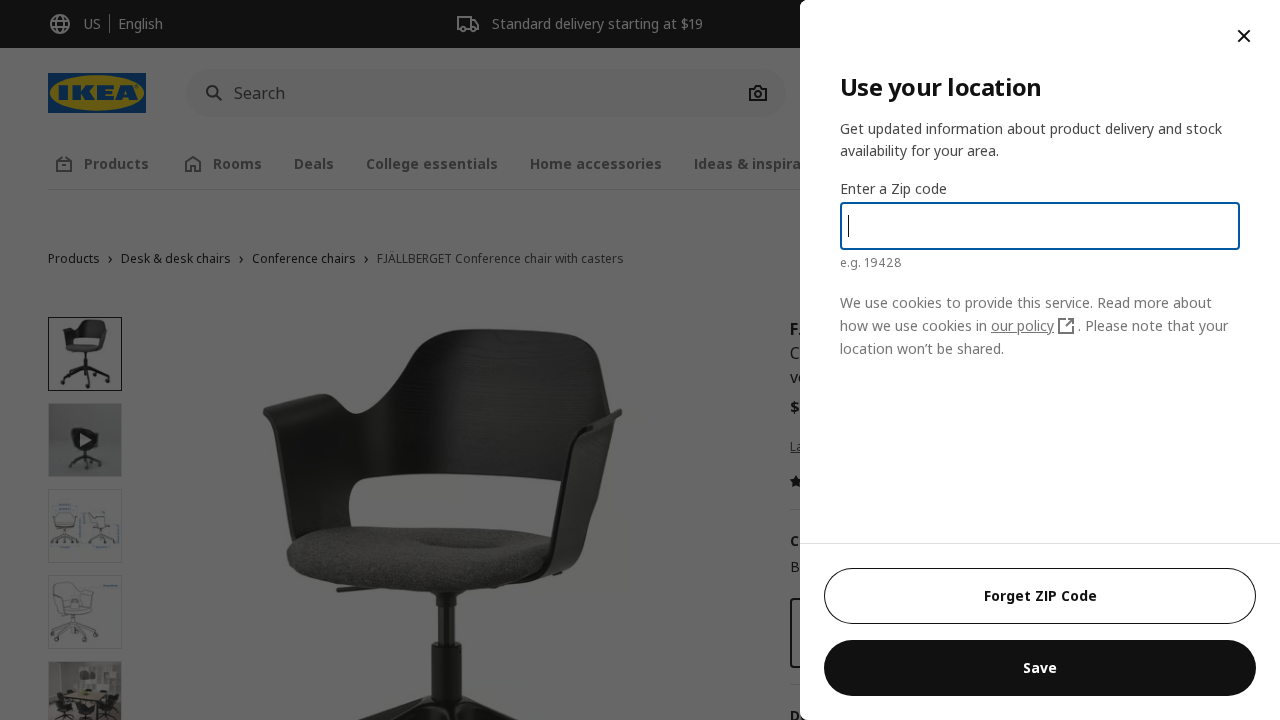 US | English
Standard delivery starting at $19
IKEA
Search
Products
Rooms
Deals
College essentials
Home accessories
Products › Desk & desk chairs › Conference chairs › FJÄLLBERGET Conference chair with casters
Use your location
Get updated information about product delivery and stock
availability for your area.
Enter a Zip code
e.g. 19428
We use cookies to provide this service. Read more about
how we use cookies in our policy . Please note that your
location won’t be shared.
Forget ZIP Code
Save